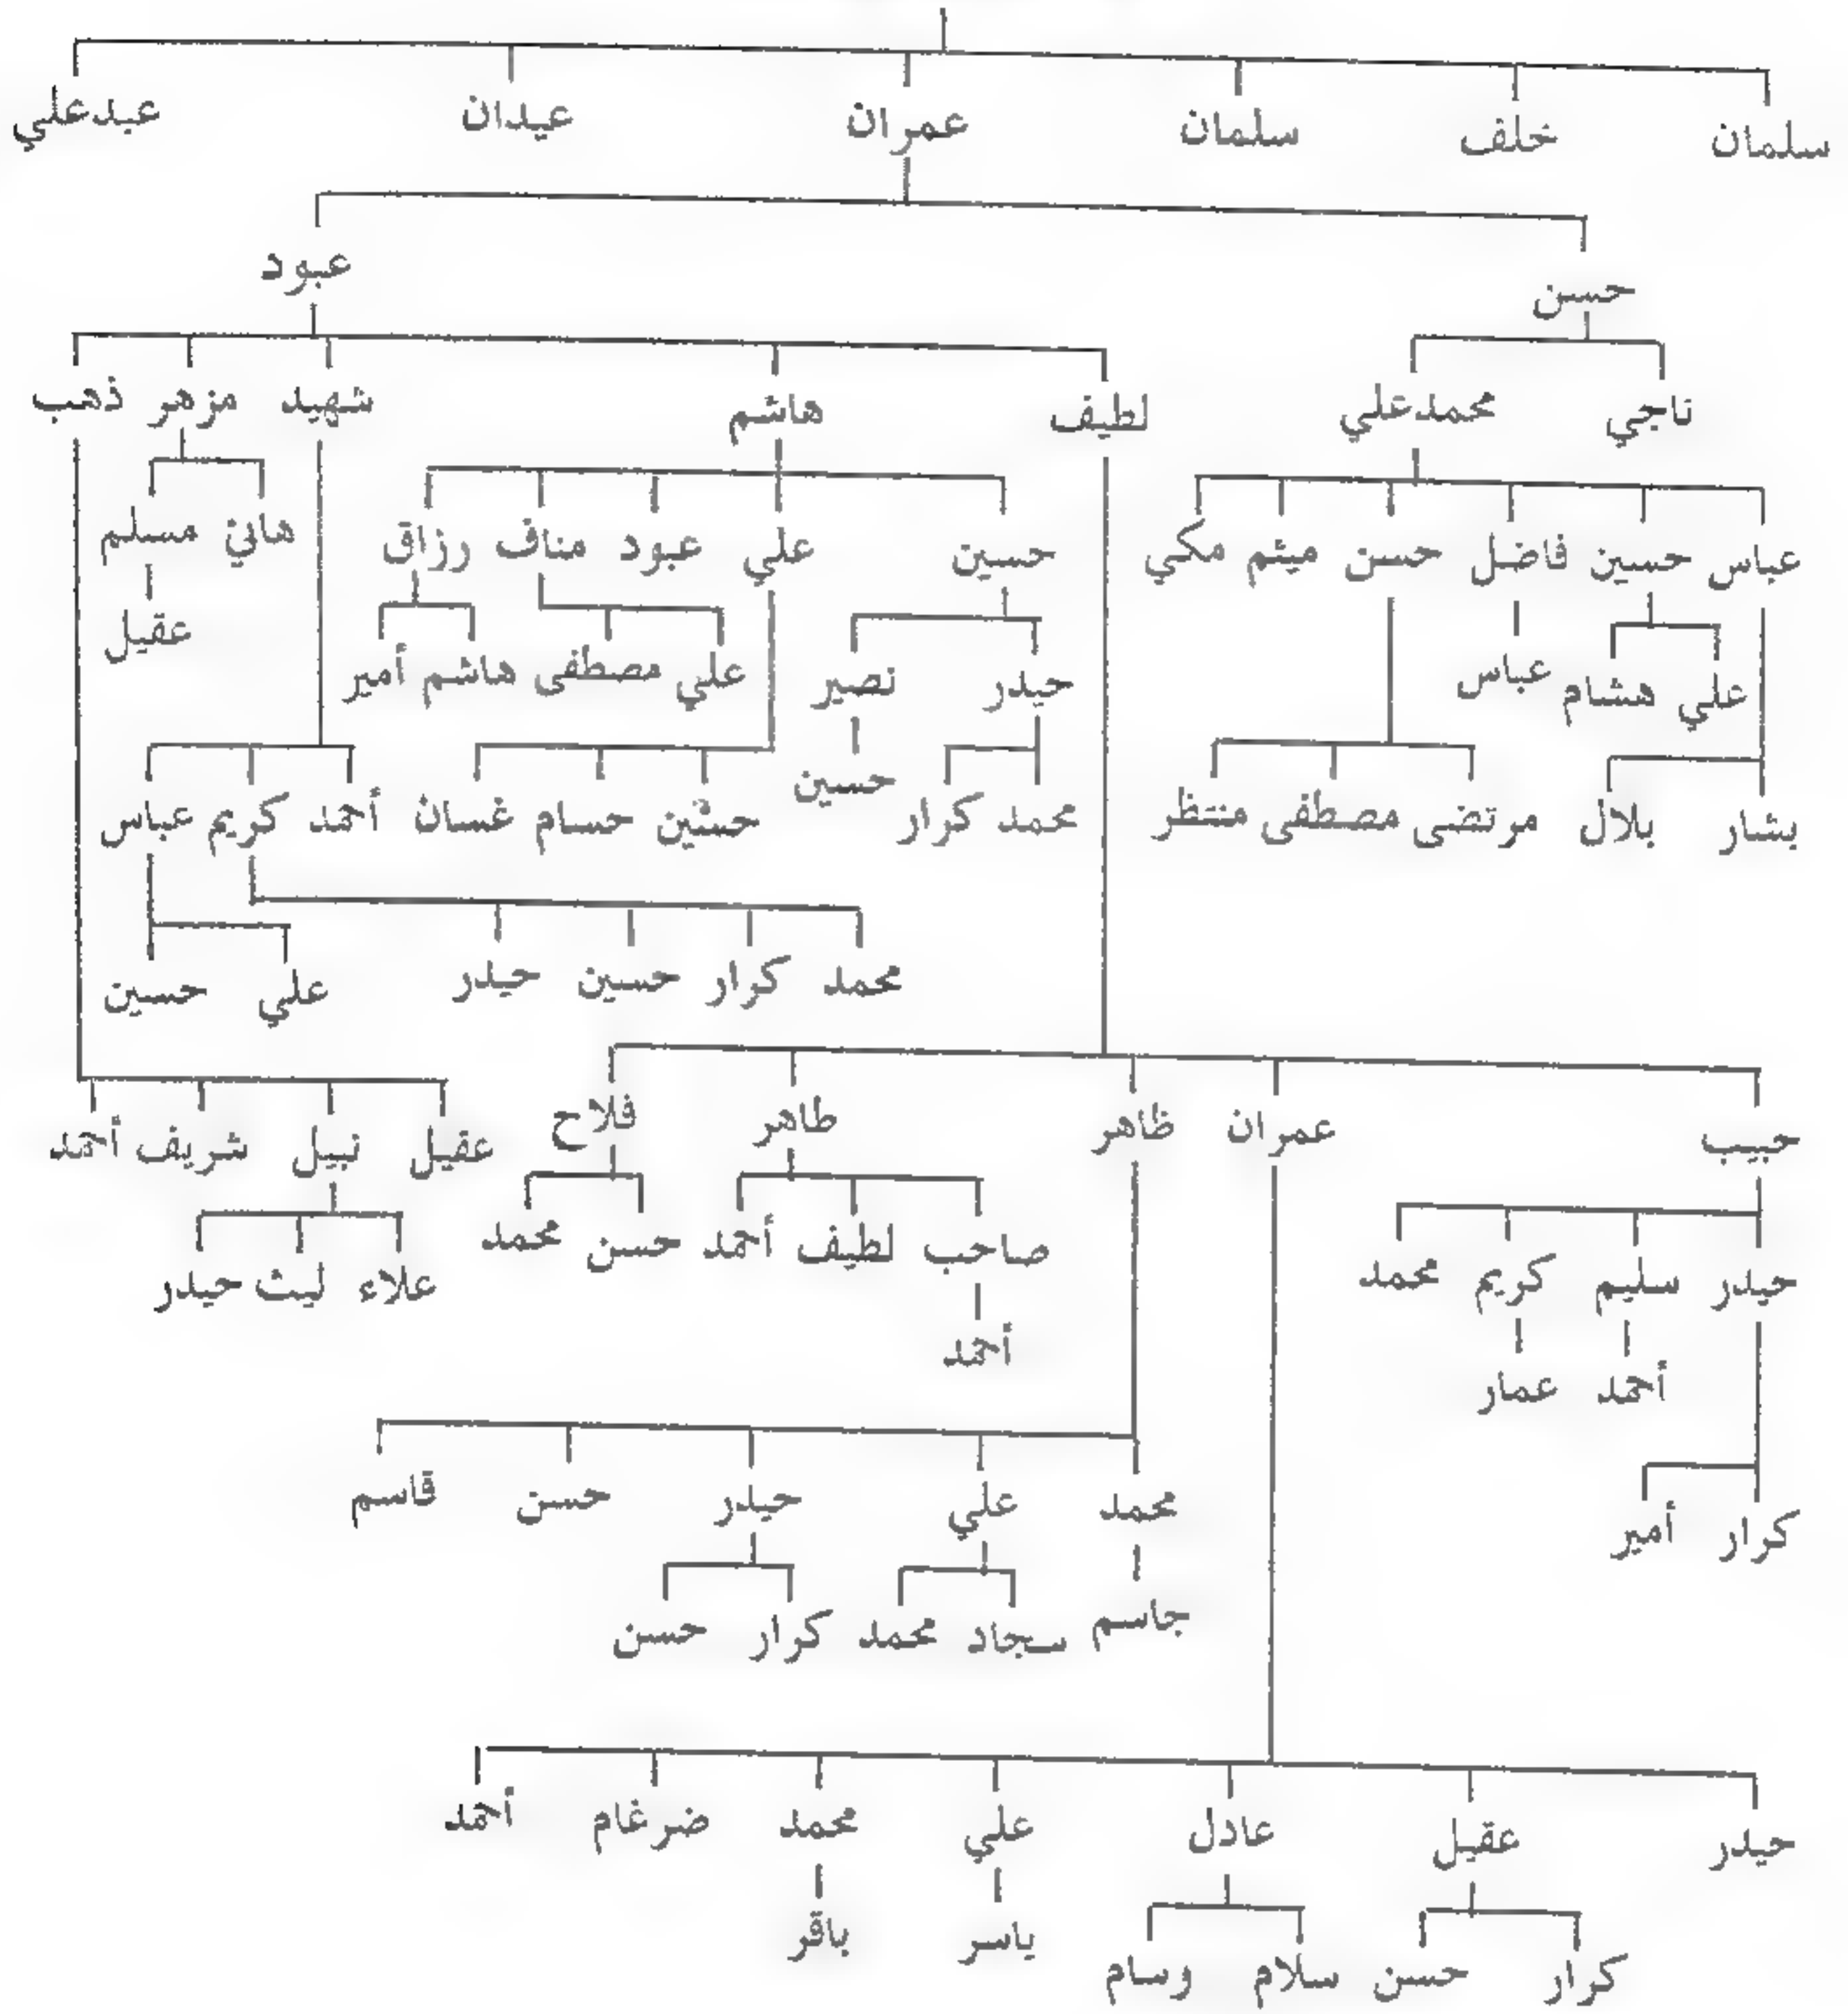 سلمان خلف سلمان عمران عيدان عبدعلي
حسن عبود
ناجي محمدعلي لطيف هاشم شهيد مزهر ذهب
عباس حسين فاضل حسن ميثم مكي حسين علي عبود مناف رزاق هاني مسلم
علي هشام عباس حيدر نصير علي مصطفى هاشم أمير عقيل
بشار بلال مرتضى مصطفى منتظر محمد كرار حسين حسين حسام غسان أحمد كريم عباس
محمد كرار حسين حيدر علي حسين
حبيب عمران ظاهر طاهر فلاح عقيل نبيل شريف أحمد
حيدر سليم كريم محمد صاحب لطيف أحمد حسن محمد علاء ليث حيدر
أحمد عمار أحمد
كرار أمير محمد علي حيدر حسن قاسم
جاسم سجاد محمد كرار حسن
حيدر عقيل عادل علي محمد ضرغام أحمد
كرار حسن سلام وسام ياسر باقر